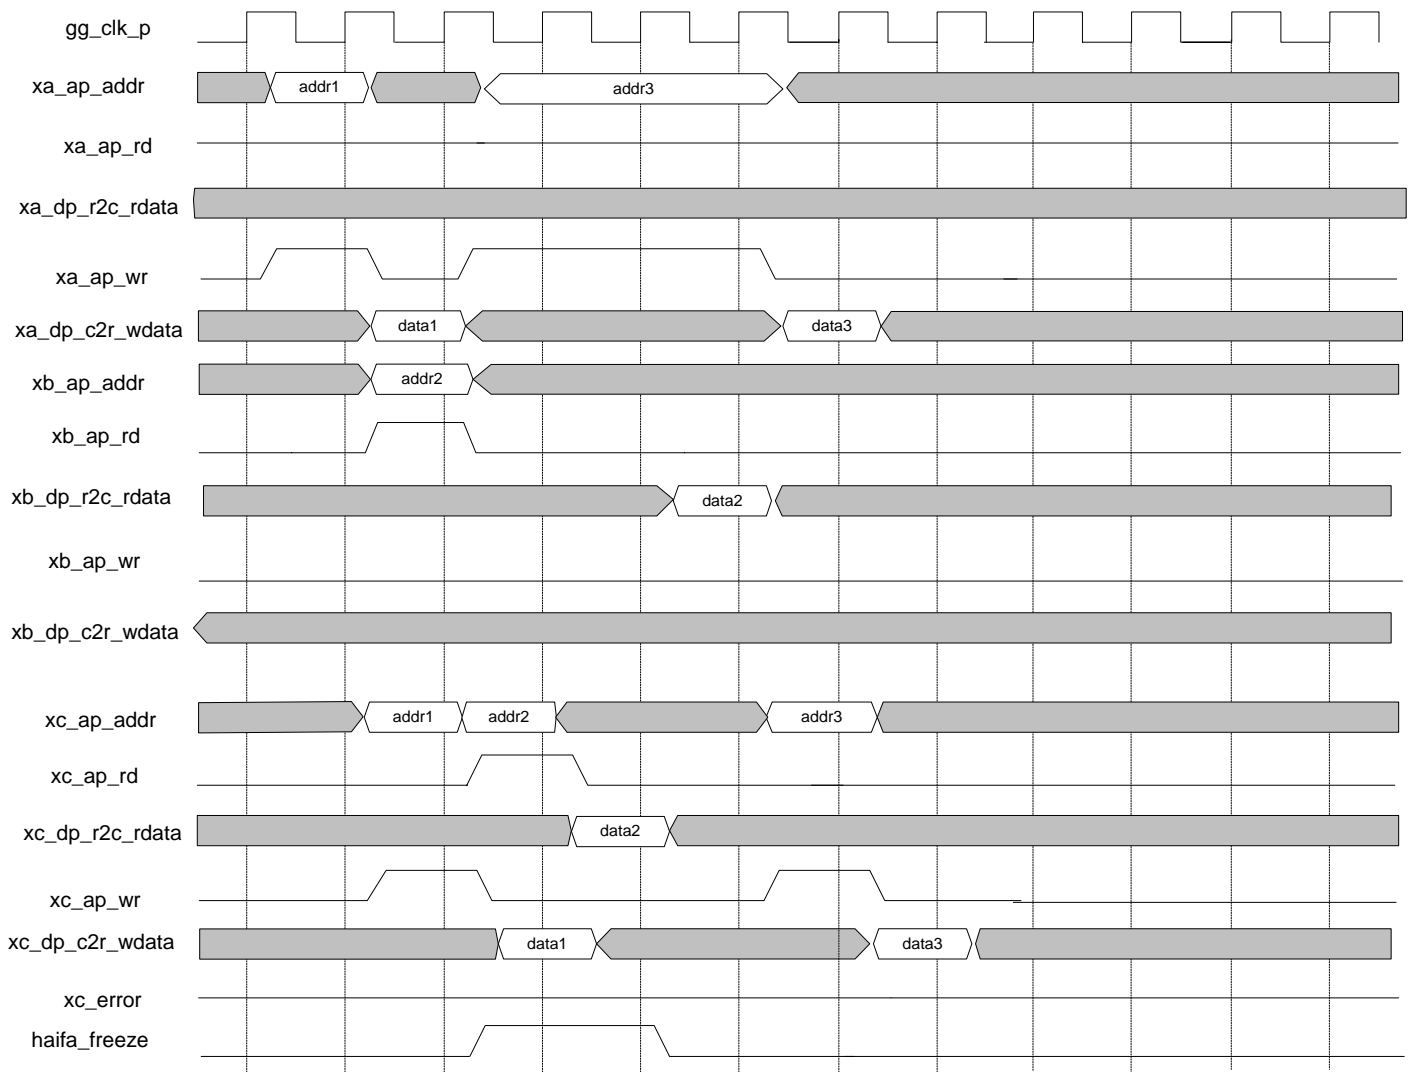 gg_clk_p
xa_ap_addr addr1 addr3
xa_ap_rd
xa_dp_r2c_rdata
xa_ap_wr
xa_dp_c2r_wdata data1 data3
xb_ap_addr addr2
xb_ap_rd
xb_dp_r2c_rdata data2
xb_ap_wr
xb_dp_c2r_wdata
xc_ap_addr addr1 addr2 addr3
xc_ap_rd
xc_dp_r2c_rdata data2
xc_ap_wr
xc_dp_c2r_wdata data1 data3
xc_error
haifa_freeze